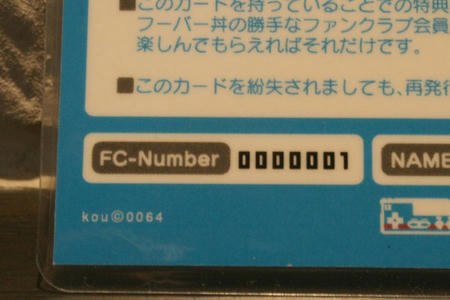 ■このカードを持っていることでの特典
フーバー丼の勝手なファンクラブ会員
楽しんでもらえればそれだけです。
■このカードを紛失されましても、再発行
FC-Number 0000001 NAME
kou©0064